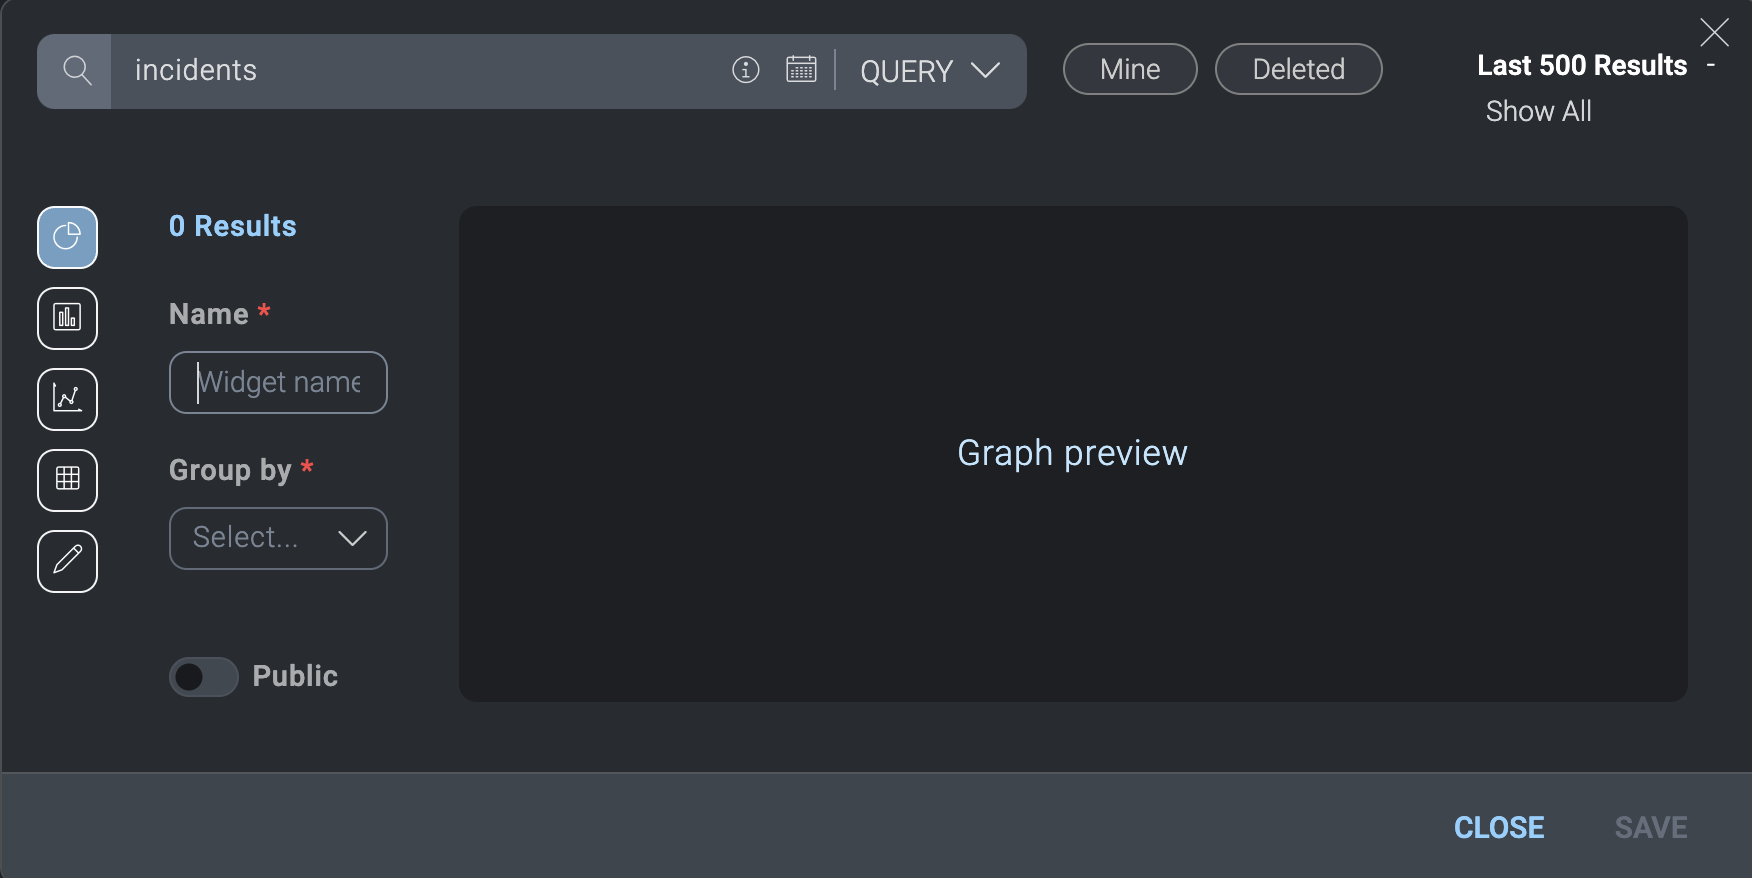 incidents
QUERY
Mine
Deleted
Last 500 Results -
Show All
0 Results
Name *
Widget name
Group by *
Select...
Public
Graph preview
CLOSE
SAVE